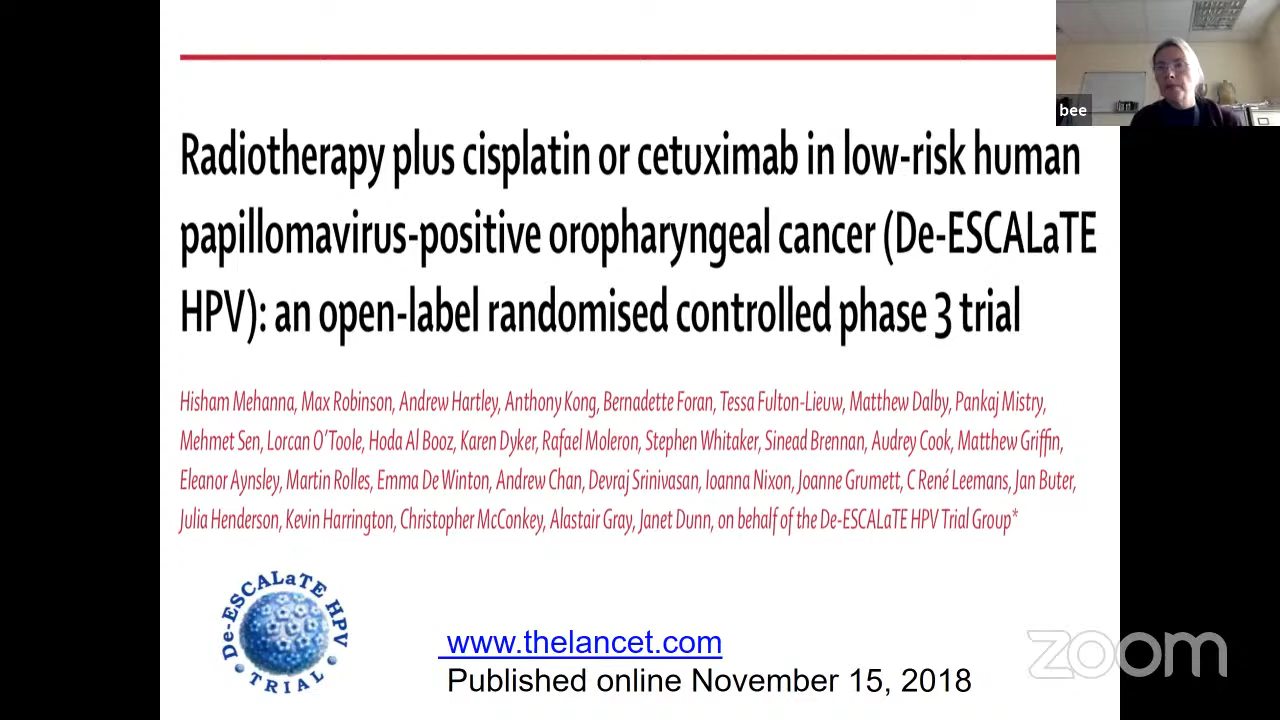 bee
Radiotherapy plus cisplatin or cetuximab in low-risk human
papillomavirus-positive oropharyngeal cancer (De-ESCALaTE
HPV): an open-label randomised controlled phase 3 trial
Hisham Mehanna, Max Robinson, Andrew Hartley, Anthony Kong, Bernadette Foran, Tessa Fulton-Lieuw, Matthew Dalby, Pankaj Mistry,
Mehmet Sen, Lorcan O’Toole, Hoda Al Booz, Karen Dyker, Rafael Moleron, Stephen Whitaker, Sinead Brennan, Audrey Cook, Matthew Griffin,
Eleanor Aynsley, Martin Rolles, Emma De Winton, Andrew Chan, Devraj Srinivasan, Ioanna Nixon, Joanne Grumett, C René Leemans, Jan Buter,
Julia Henderson, Kevin Harrington, Christopher McConkey, Alastair Gray, Janet Dunn, on behalf of the De-ESCALaTE HPV Trial Group*
De-ESCALaTE HPV
• TRIAL •
www.thelancet.com
Published online November 15, 2018
zoom